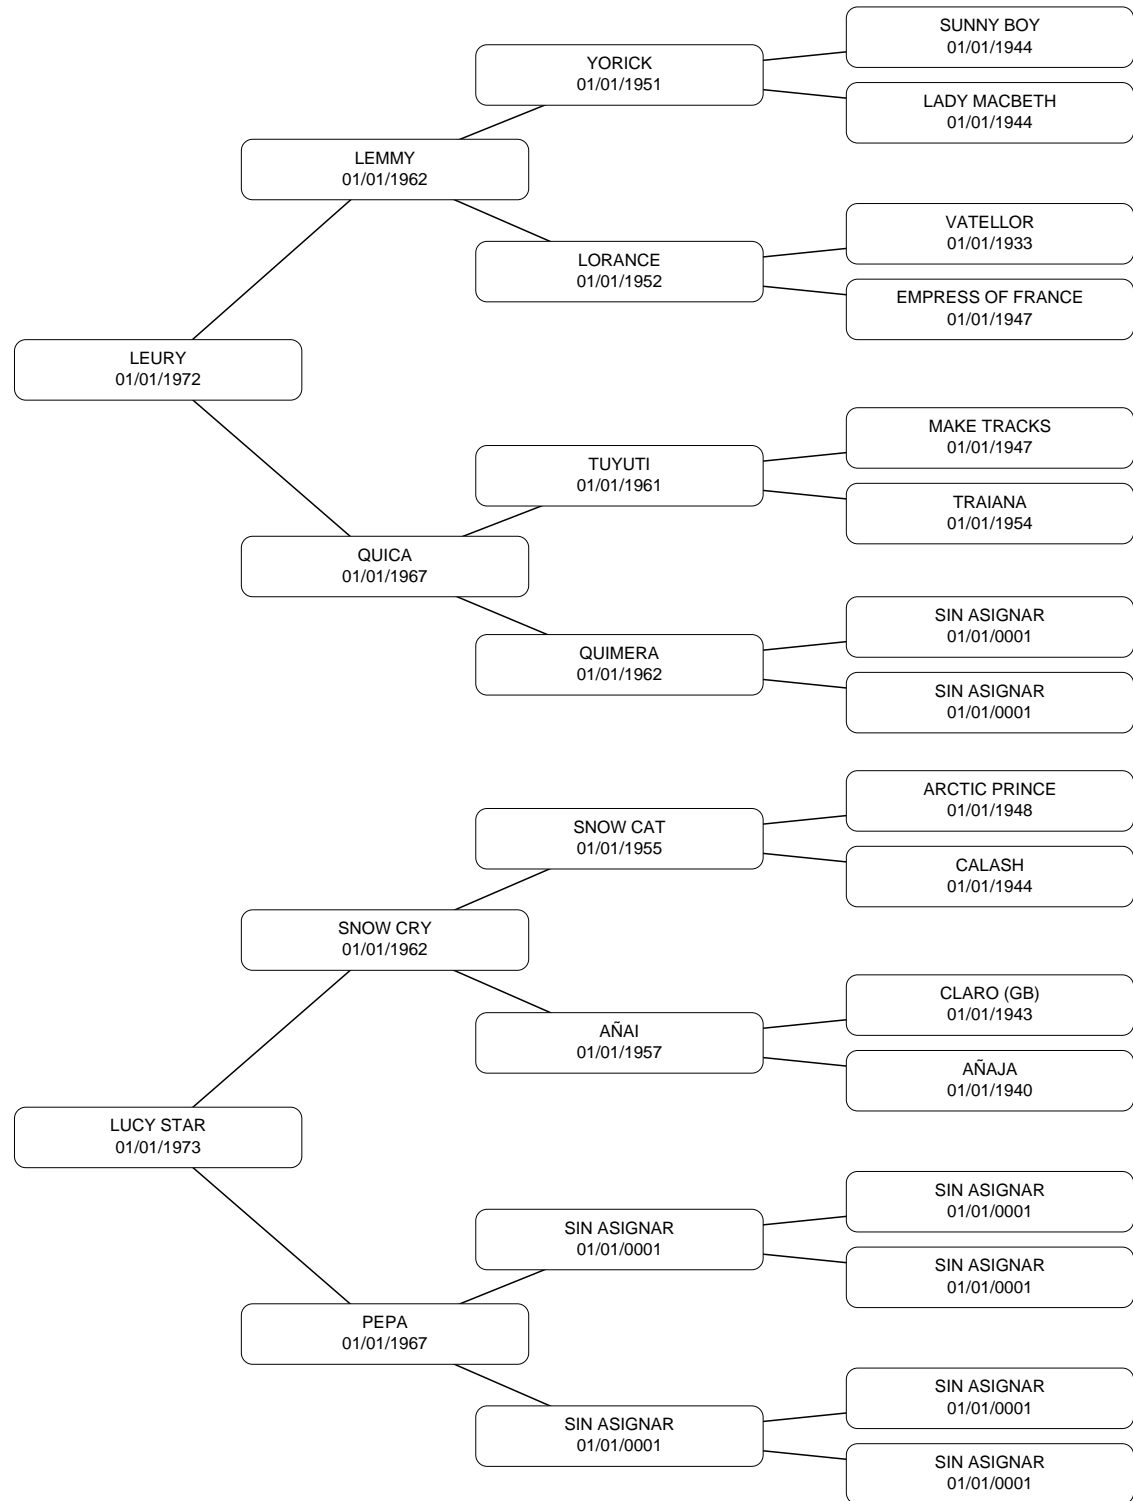 SUNNY BOY
01/01/1944
YORICK
01/01/1951
LADY MACBETH
01/01/1944
LEMMY
01/01/1962
VATELLOR
01/01/1933
LORANCE
01/01/1952
EMPRESS OF FRANCE
01/01/1947
LEURY
01/01/1972
MAKE TRACKS
01/01/1947
TUYUTI
01/01/1961
TRAIANA
01/01/1954
QUICA
01/01/1967
SIN ASIGNAR
01/01/0001
QUIMERA
01/01/1962
SIN ASIGNAR
01/01/0001
ARCTIC PRINCE
01/01/1948
SNOW CAT
01/01/1955
CALASH
01/01/1944
SNOW CRY
01/01/1962
CLARO (GB)
01/01/1943
AÑAI
01/01/1957
AÑAJA
01/01/1940
LUCY STAR
01/01/1973
SIN ASIGNAR
01/01/0001
SIN ASIGNAR
01/01/0001
SIN ASIGNAR
01/01/0001
PEPA
01/01/1967
SIN ASIGNAR
01/01/0001
SIN ASIGNAR
01/01/0001
SIN ASIGNAR
01/01/0001